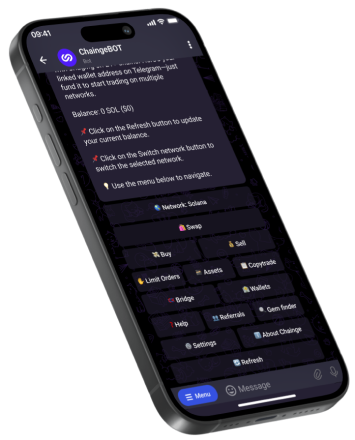 09:41
ChaingeBOT
Bot
linked wallet address on Telegram—just
fund it to start trading on multiple
networks.
Balance: 0 SOL ($0)
📌 Click on the Refresh button to update
your current balance.
📌 Click on the Switch network button to
switch the selected network.
💡 Use the menu below to navigate.
Network: Solana
Swap
Buy
Sell
Limit Orders
Assets
Copytrade
Bridge
Wallets
Help
Referrals
Gem finder
Settings
About Chainge
Refresh
Menu
Message